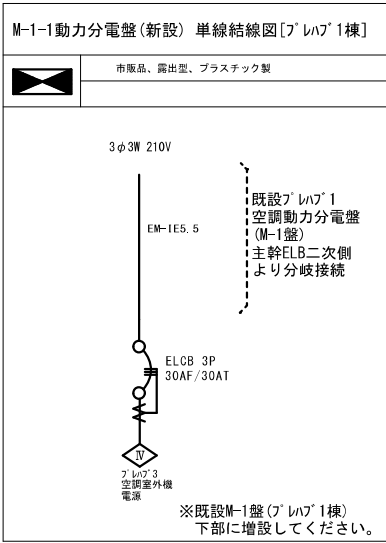 M-1-1動力分電盤(新設) 単線結線図[プレハブ1棟]
市販品、露出型、プラスチック製
3φ3W 210V
EM-IE5.5
既設プレハブ1
空調動力分電盤
(M-1盤)
主幹ELB二次側
より分岐接続
ELCB 3P
30AF/30AT
Ⅳ
プレハブ3
空調室外機
電源
※既設M-1盤(プレハブ1棟)
下部に増設してください。